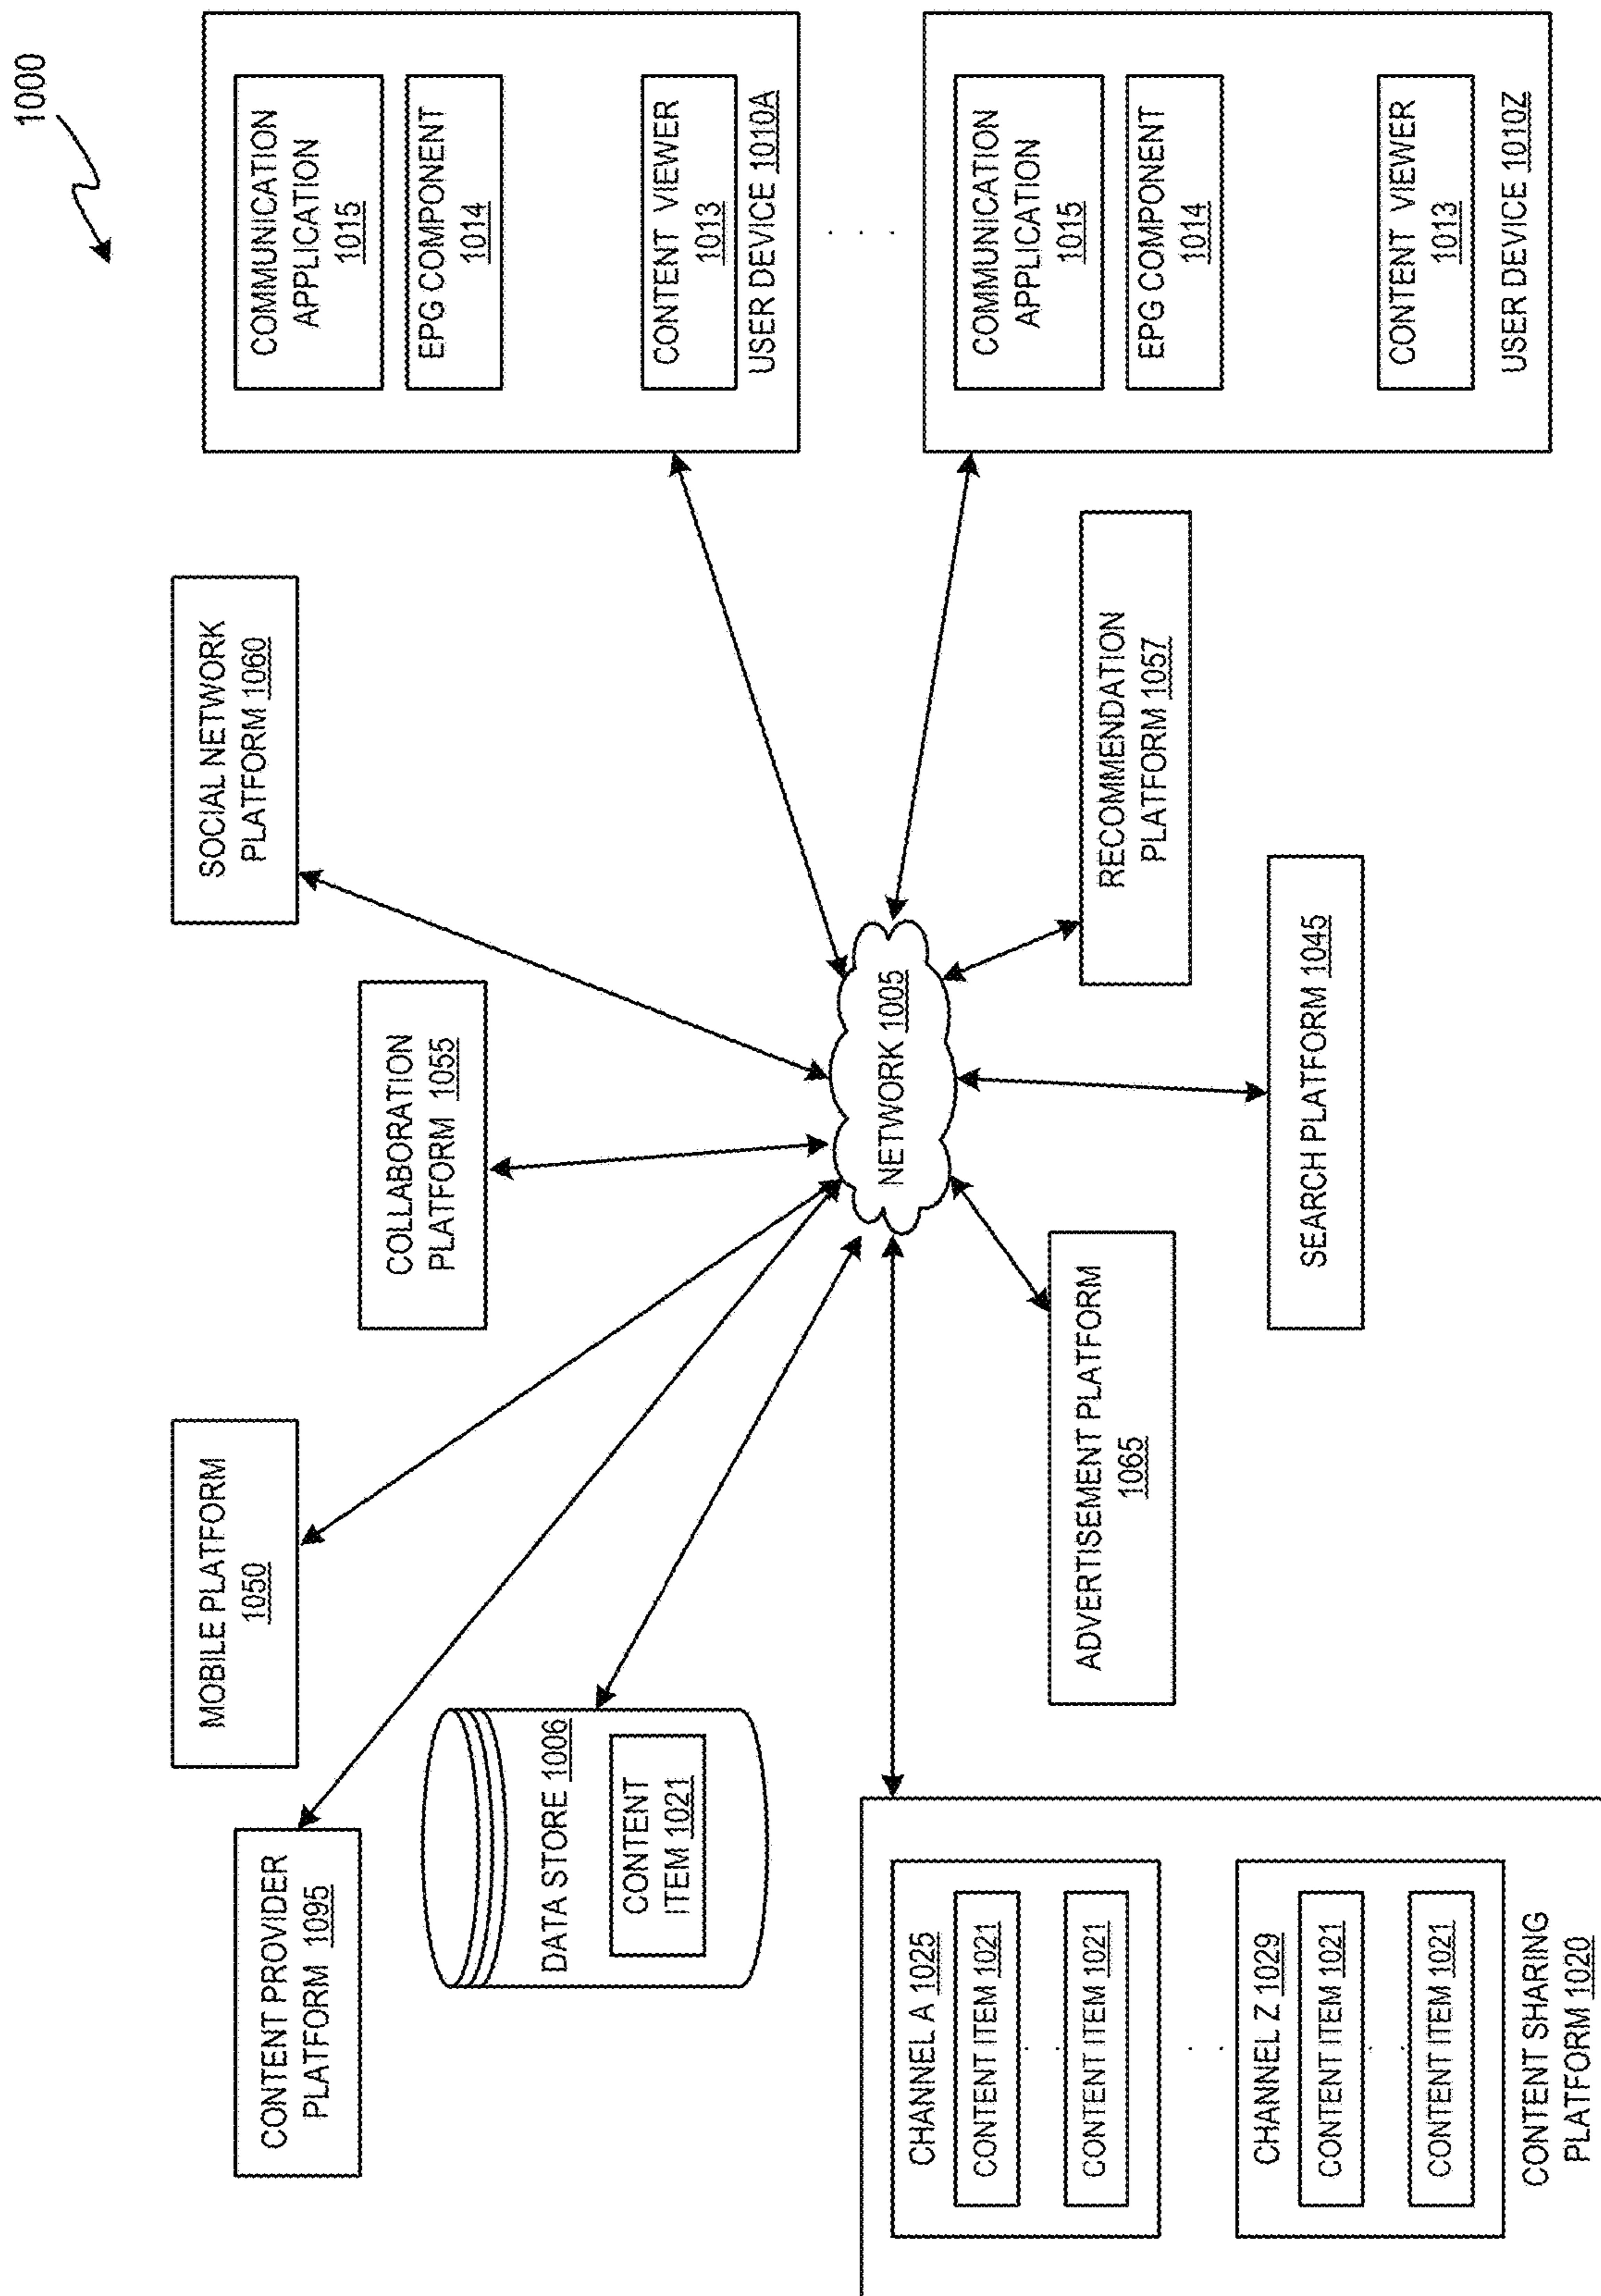 1000
CONTENT PROVIDER
PLATFORM 1095
MOBILE PLATFORM
1050
SOCIAL NETWORK
PLATFORM 1060
COLLABORATION
PLATFORM 1055
DATA STORE 1006
CONTENT
ITEM 1021
NETWORK 1005
COMMUNICATION
APPLICATION
1015
EPG COMPONENT
1014
CONTENT VIEWER
1013
USER DEVICE 1010A
. . .
COMMUNICATION
APPLICATION
1015
EPG COMPONENT
1014
CONTENT VIEWER
1013
USER DEVICE 1010Z
CHANNEL A 1025
CONTENT ITEM 1021
CONTENT ITEM 1021
CHANNEL Z 1029
CONTENT ITEM 1021
CONTENT ITEM 1021
CONTENT SHARING
PLATFORM 1020
ADVERTISEMENT PLATFORM
1065
SEARCH PLATFORM 1045
RECOMMENDATION
PLATFORM 1057